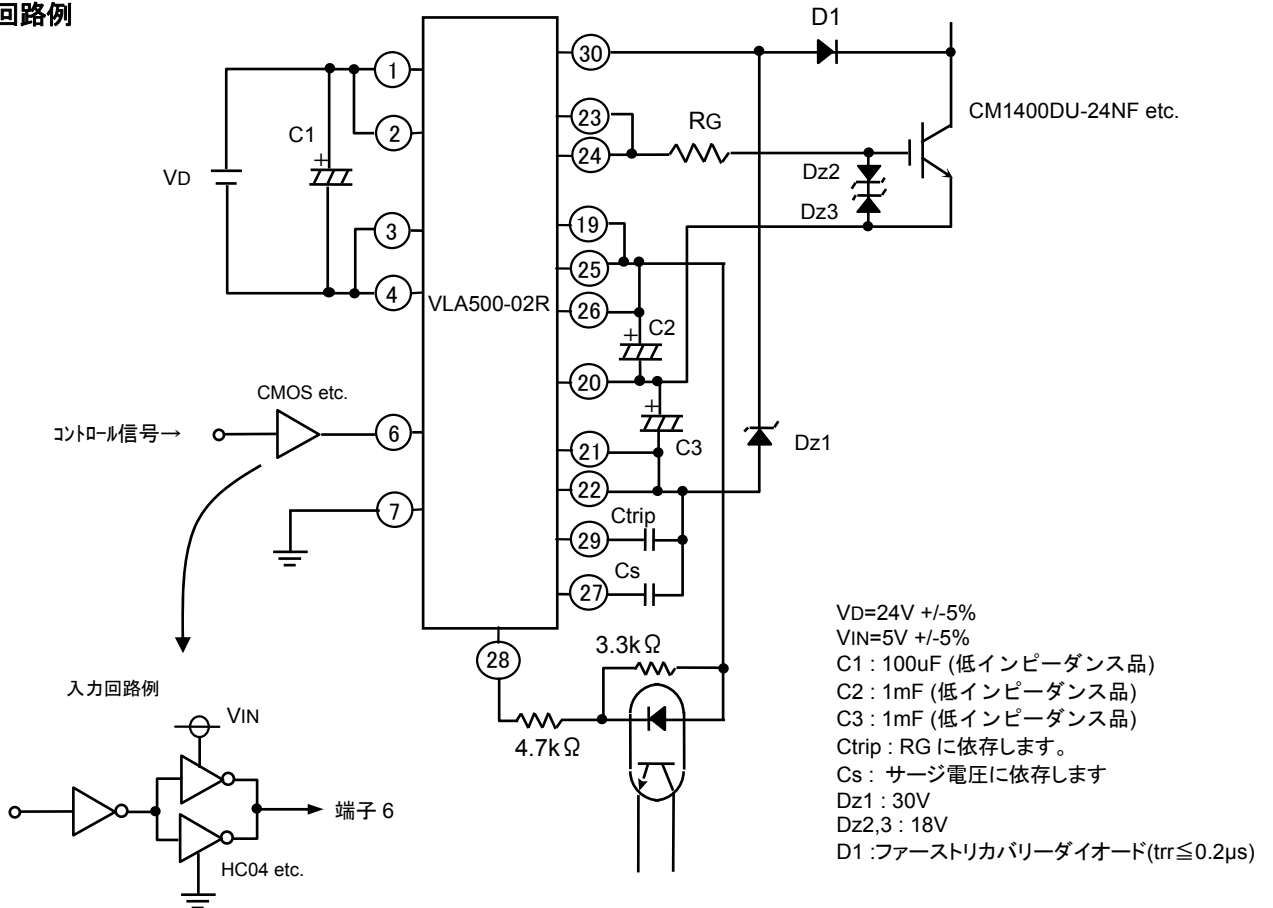 回路例
D1
30
1
23
CM1400DU-24NF etc.
RG
C1
2
24
+
Dz2
VD
Dz3
3
19
25
4
VLA500-02R
26
C2
+
20
CMOS etc.
+
コントロール信号→
6
21
C3
Dz1
22
7
Ctrip
29
Cs
27
VD=24V +/-5%
VIN=5V +/-5%
C1 : 100uF (低インピーダンス品)
C2 : 1mF (低インピーダンス品)
C3 : 1mF (低インピーダンス品)
Ctrip : RG に依存します。
Cs : サージ電圧に依存します
Dz1 : 30V
Dz2,3 : 18V
D1 :ファーストリカバリーダイオード(trr≦0.2μs)
28
3.3kΩ
4.7kΩ
入力回路例
VIN
端子 6
HC04 etc.